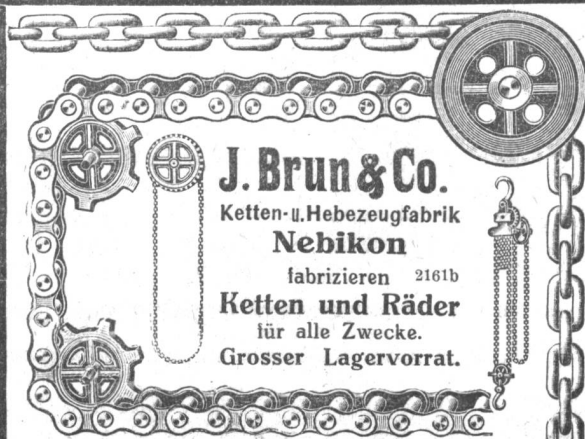 J. Brun & Co.
Ketten- u. Hebezeugfabrik
Nebikon
fabrizieren 2161b
Ketten und Räder
für alle Zwecke.
Grosser Lagervorrat.